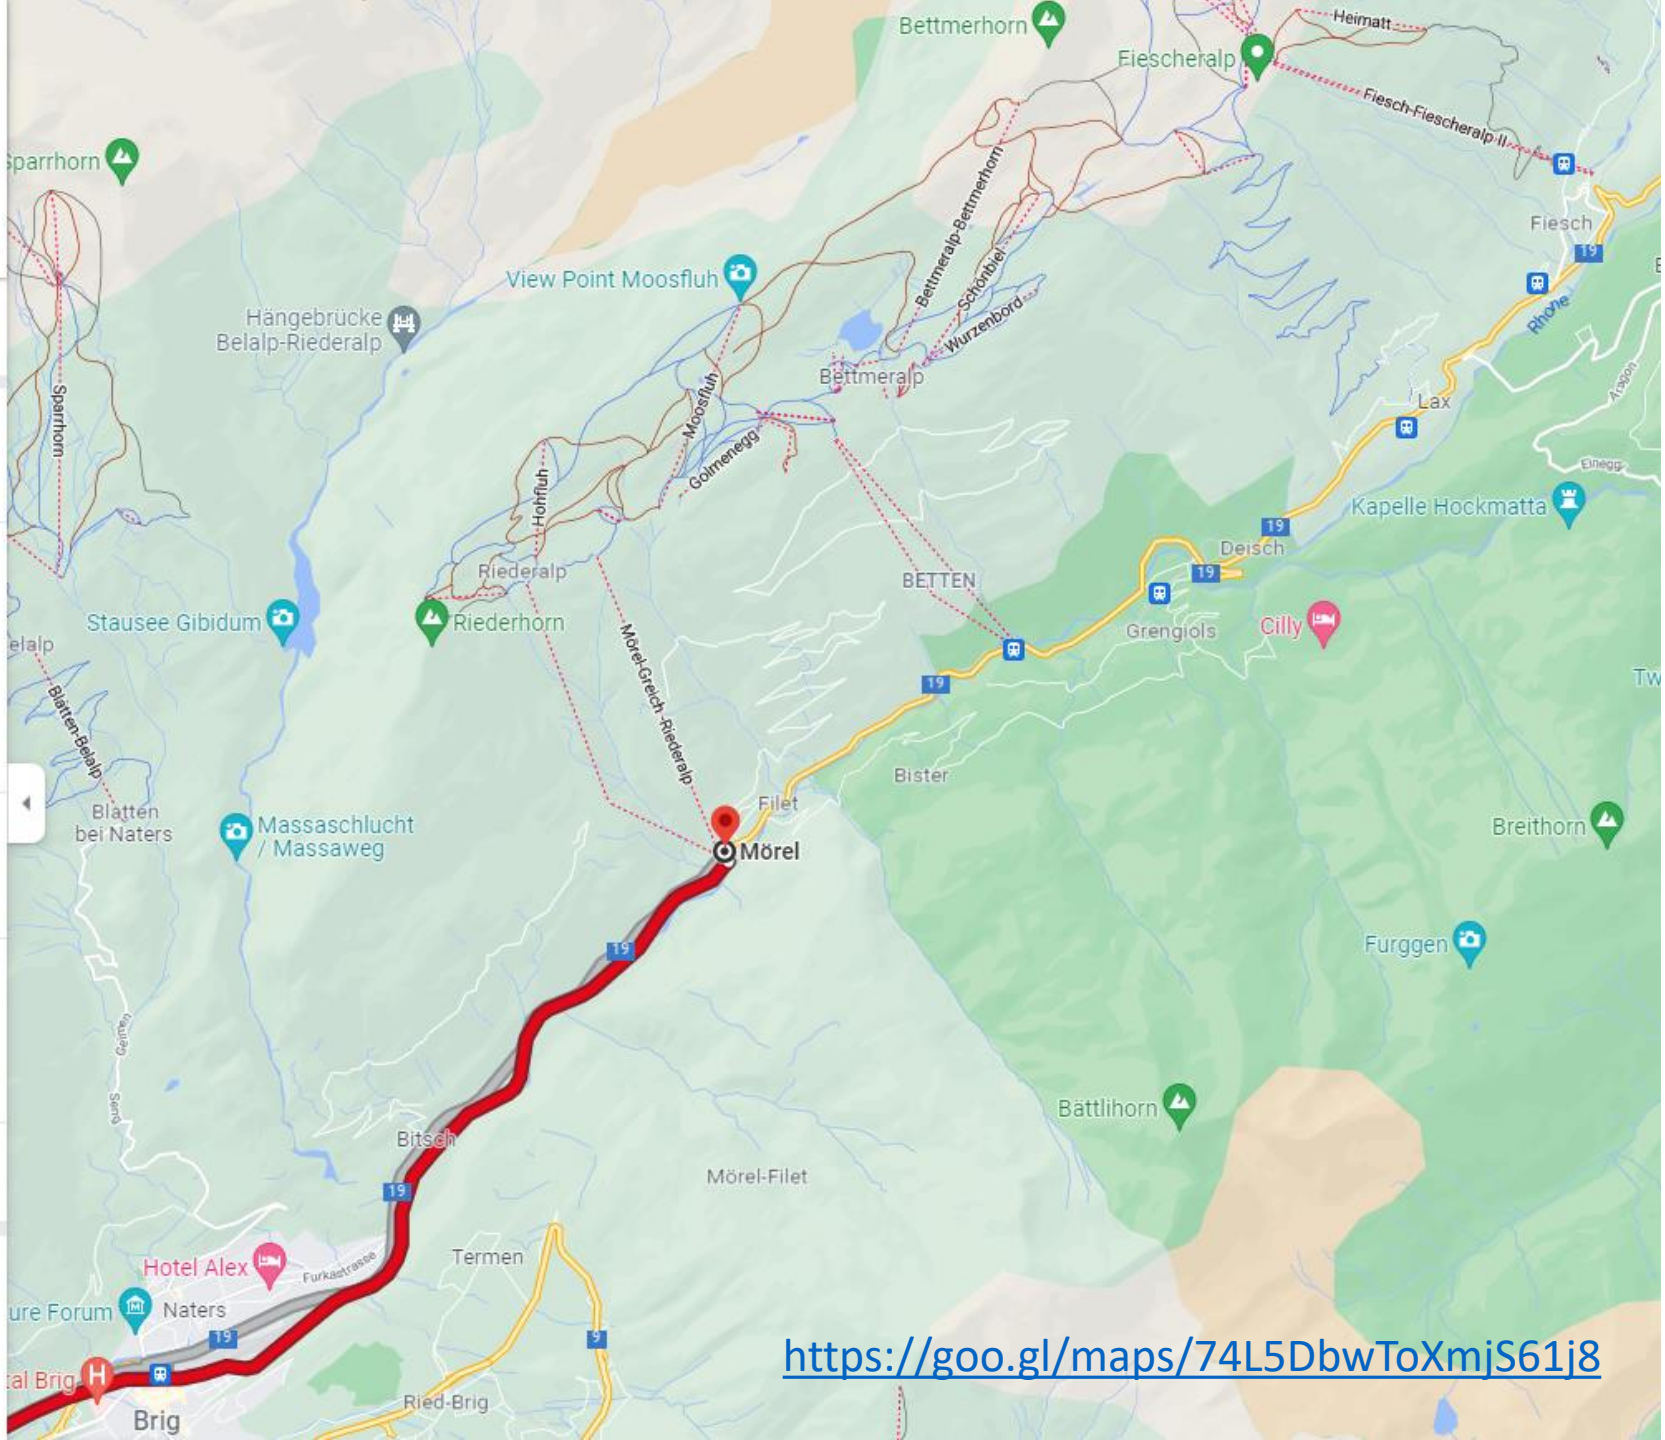 Bettmerhorn
Heimatt
Fiescheralp
Fiesch-Fiescheralp II
Sparrhorn
Fiesch
19
View Point Moosfluh
Bettmeralp-Bettmerhorn
Schönbiel
Wurzenbord
Rhone
Hängebrücke
Belalp-Riederalp
Sparrhorn
Bettmeralp
Moosfluh
Golmenegg
Lax
Aragon
Einegg
Hohfluh
Kapelle Hockmatta
19
Deisch
19
Riederalp
BETTEN
Stausee Gibidum
Riederhorn
Grengiols
Cilly
elalp
Mörel-Greich -Riederalp
19
Tw
Blatten-Belalp
Bister
Blatten
bei Naters
Filet
Massaschlucht
/ Massaweg
Breithorn
Mörel
19
Furggen
Bättlihorn
Bitsch
Mörel-Filet
19
Termen
Hotel Alex
Furkastrasse
ure Forum
Naters
19
9
https://goo.gl/maps/74L5DbwToXmjS61j8
tal Brig
H
Ried-Brig
Brig